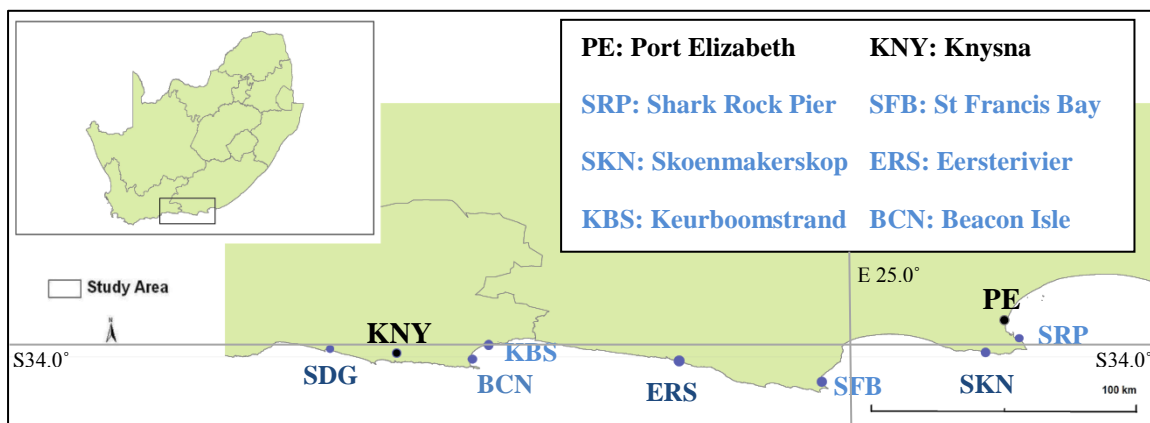 PE: Port Elizabeth KNY: Knysna
SRP: Shark Rock Pier SFB: St Francis Bay
SKN: Skoenmakerskop ERS: Eersterivier
KBS: Keurboomstrand BCN: Beacon Isle
E 25.0˚
Study Area
N
PE
KNY
SRP
KBS
S34.0˚
S34.0˚
SDG
BCN
ERS
SFB
SKN
100 km